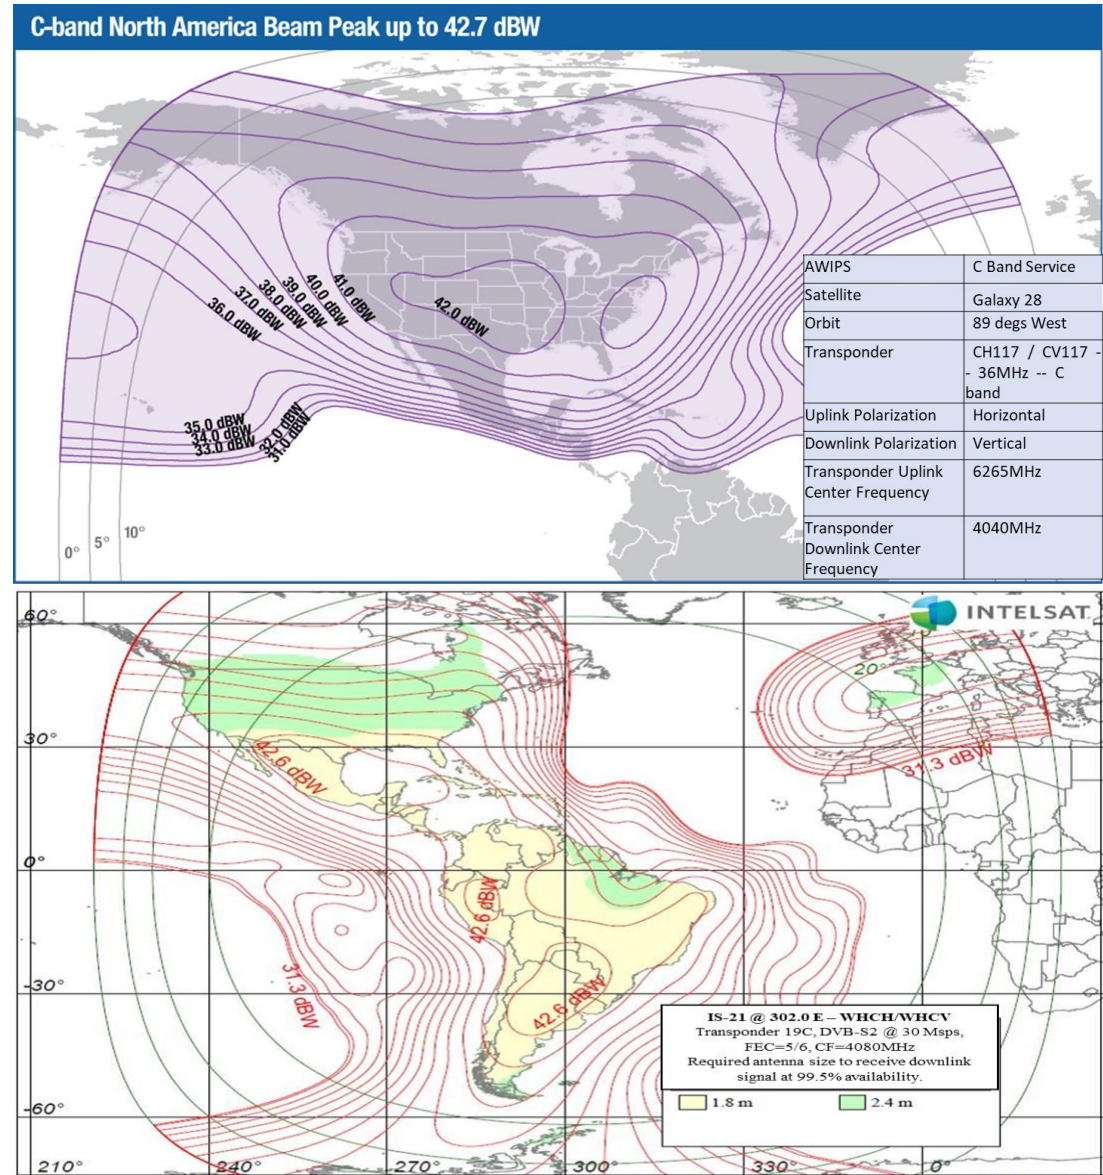 C-band North America Beam Peak up to 42.7 dBW
36.0 dBW
37.0 dBW
38.0 dBW
39.0 dBW
40.0 dBW
41.0 dBW
42.0 dBW
35.0 dBW
34.0 dBW
33.0 dBW
32.0 dBW
31.0 dBW
0°
5°
10°
AWIPS C Band Service
Satellite Galaxy 28
Orbit 89 degs West
Transponder CH117 / CV117 -
- 36MHz -- C
band
Uplink Polarization Horizontal
Downlink Polarization Vertical
Transponder Uplink 6265MHz
Center Frequency
Transponder 4040MHz
Downlink Center
Frequency
INTELSAT
60°
30°
0°
-30°
-60°
210°
240°
270°
300°
330°
0°
20°
42.6 dBW
42.6 dBW
42.6 dBW
31.3 dBW
31.3 dBW
IS-21 @ 302.0 E – WHCH/WHCV
Transponder 19C, DVB-S2 @ 30 Msps,
FEC=5/6, CF=4080MHz
Required antenna size to receive downlink
signal at 99.5% availability.
1.8 m
2.4 m